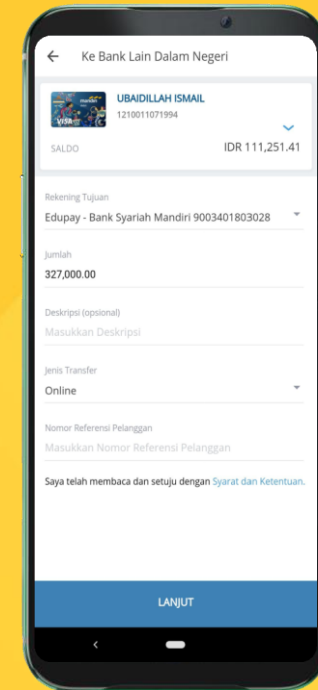 Ke Bank Lain Dalam Negeri
mandiri
VISA
UBAIDILLAH ISMAIL
1210011071994
SALDO
IDR 111,251.41
Rekening Tujuan
Edupay - Bank Syariah Mandiri 9003401803028
Jumlah
327,000.00
Deskripsi (opsional)
Masukkan Deskripsi
Jenis Transfer
Online
Nomor Referensi Pelanggan
Masukkan Nomor Referensi Pelanggan
Saya telah membaca dan setuju dengan Syarat dan Ketentuan.
LANJUT